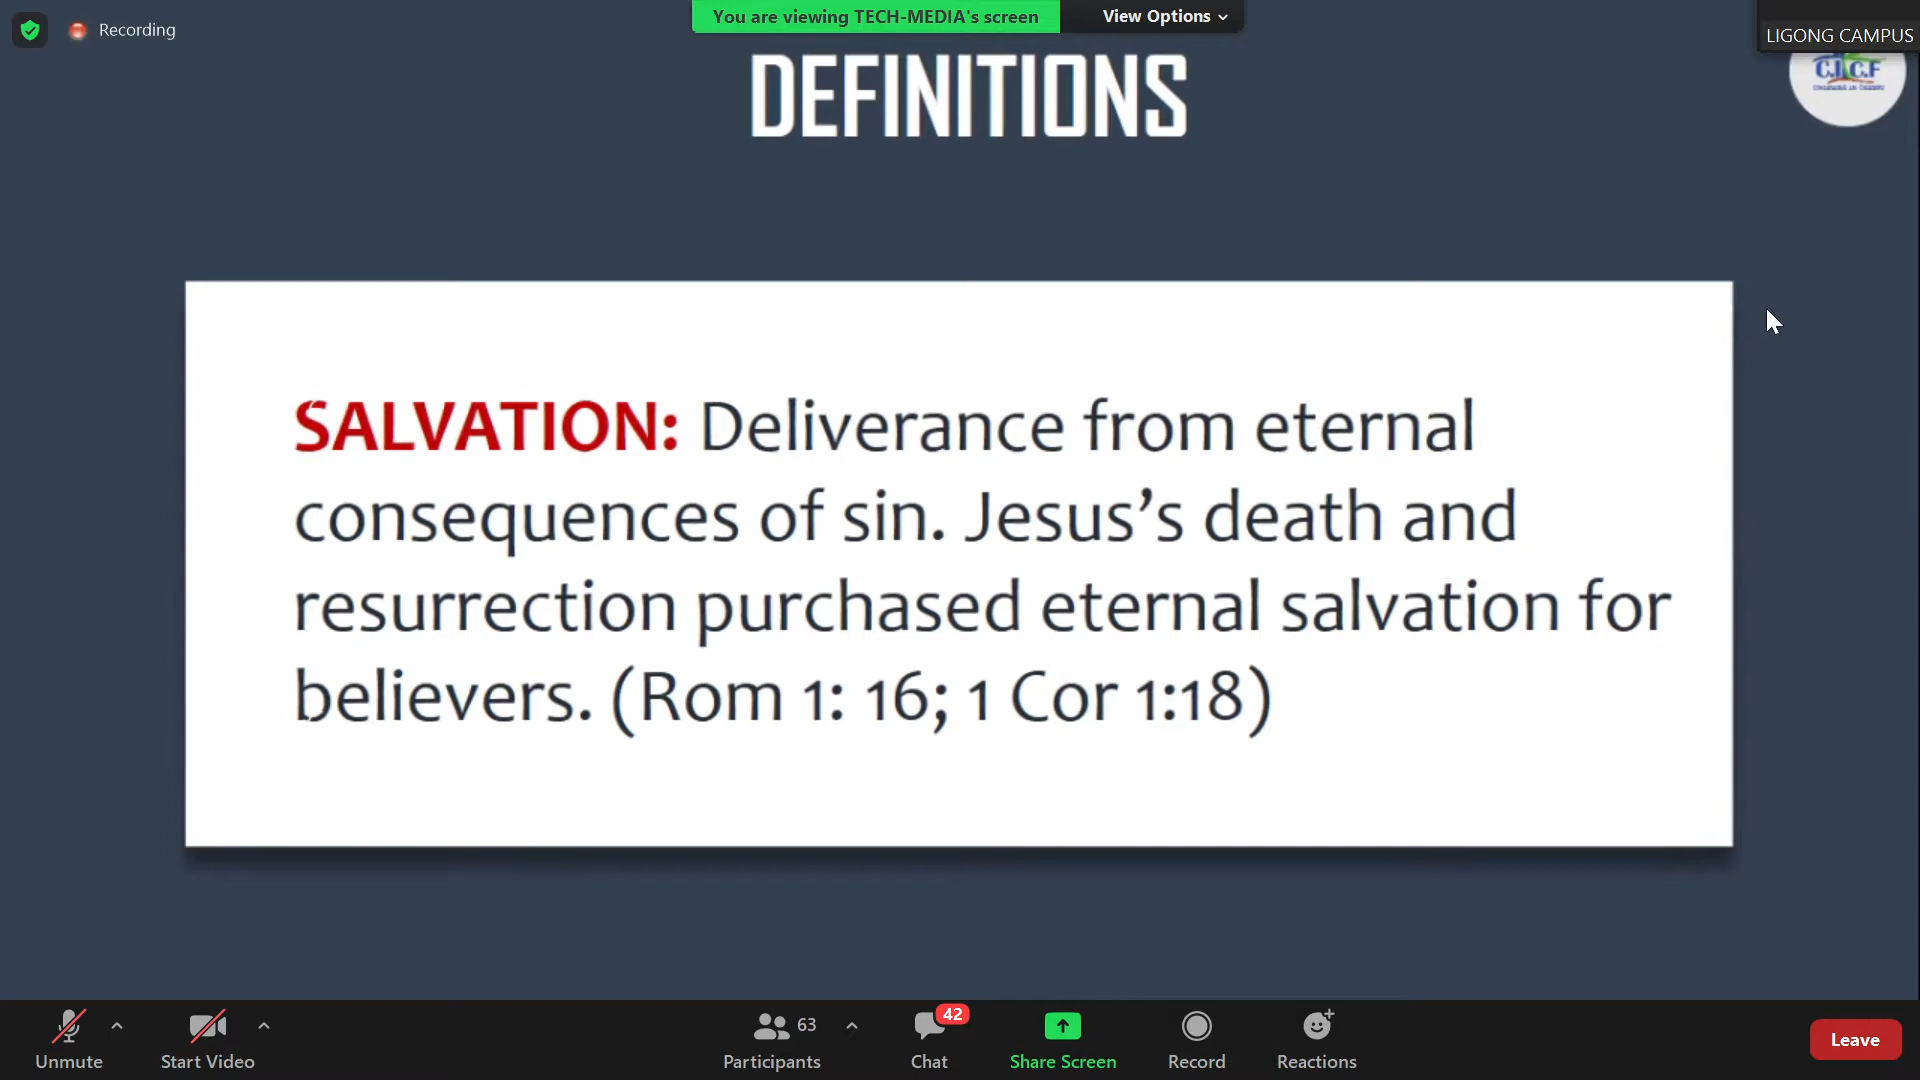 Recording
You are viewing TECH-MEDIA's screen
View Options
LIGONG CAMPUS
DEFINITIONS
SALVATION: Deliverance from eternal
consequences of sin. Jesus’s death and
resurrection purchased eternal salvation for
believers. (Rom 1: 16; 1 Cor 1:18)
Unmute
Start Video
63
Participants
42
Chat
Share Screen
Record
Reactions
Leave